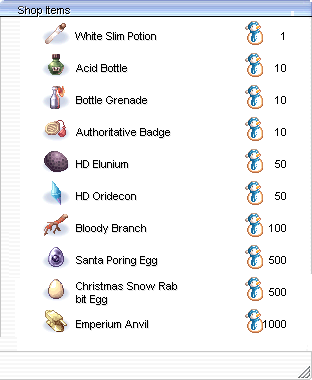 Shop Items
White Slim Potion 1
Acid Bottle 10
Bottle Grenade 10
Authoritative Badge 10
HD Elunium 50
HD Oridecon 50
Bloody Branch 100
Santa Poring Egg 500
Christmas Snow Rab
bit Egg 500
Emperium Anvil 1000